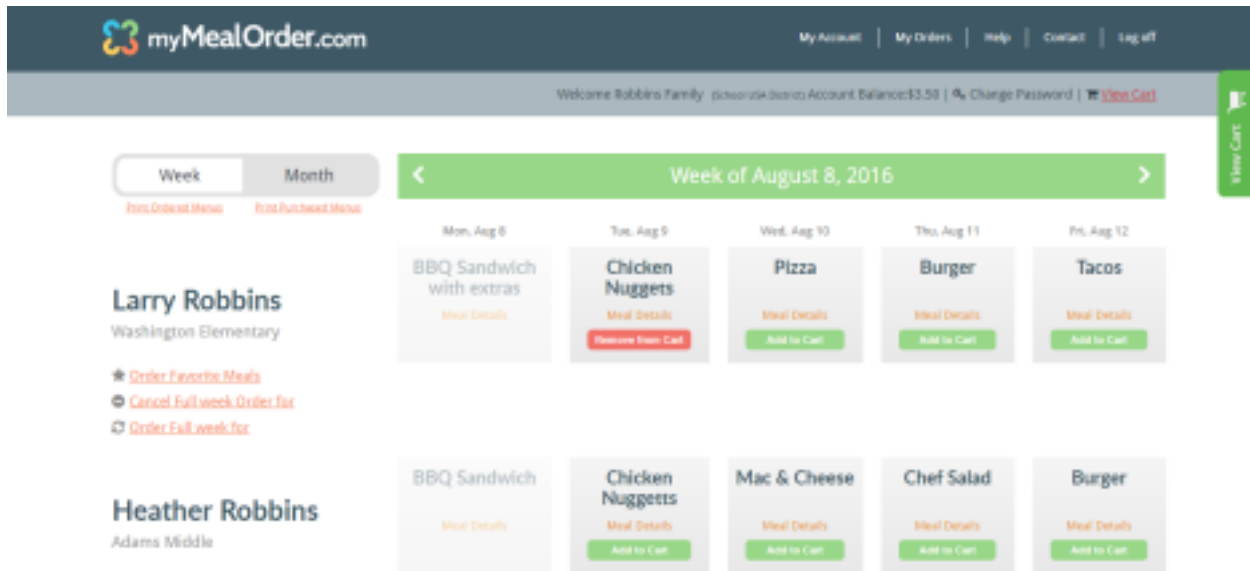 myMealOrder.com
My Account | My Orders | Help | Contact | Log off
Welcome Robbins Family (School USA District) Account Balance:$3.50 | Change Password | View Cart
View Cart
Week Month
Print Ordered Menus Print Purchased Menus
Week of August 8, 2016
Mon, Aug 8 Tue, Aug 9 Wed, Aug 10 Thu, Aug 11 Fri, Aug 12
Larry Robbins
Washington Elementary
Order Favorite Meals
Cancel Full week Order for
Order Full week for
BBQ Sandwich
with extras
Meal Details
Chicken
Nuggets
Meal Details
Remove from Cart
Pizza
Meal Details
Add to Cart
Burger
Meal Details
Add to Cart
Tacos
Meal Details
Add to Cart
Heather Robbins
Adams Middle
BBQ Sandwich
Meal Details
Chicken
Nuggetts
Meal Details
Add to Cart
Mac & Cheese
Meal Details
Add to Cart
Chef Salad
Meal Details
Add to Cart
Burger
Meal Details
Add to Cart